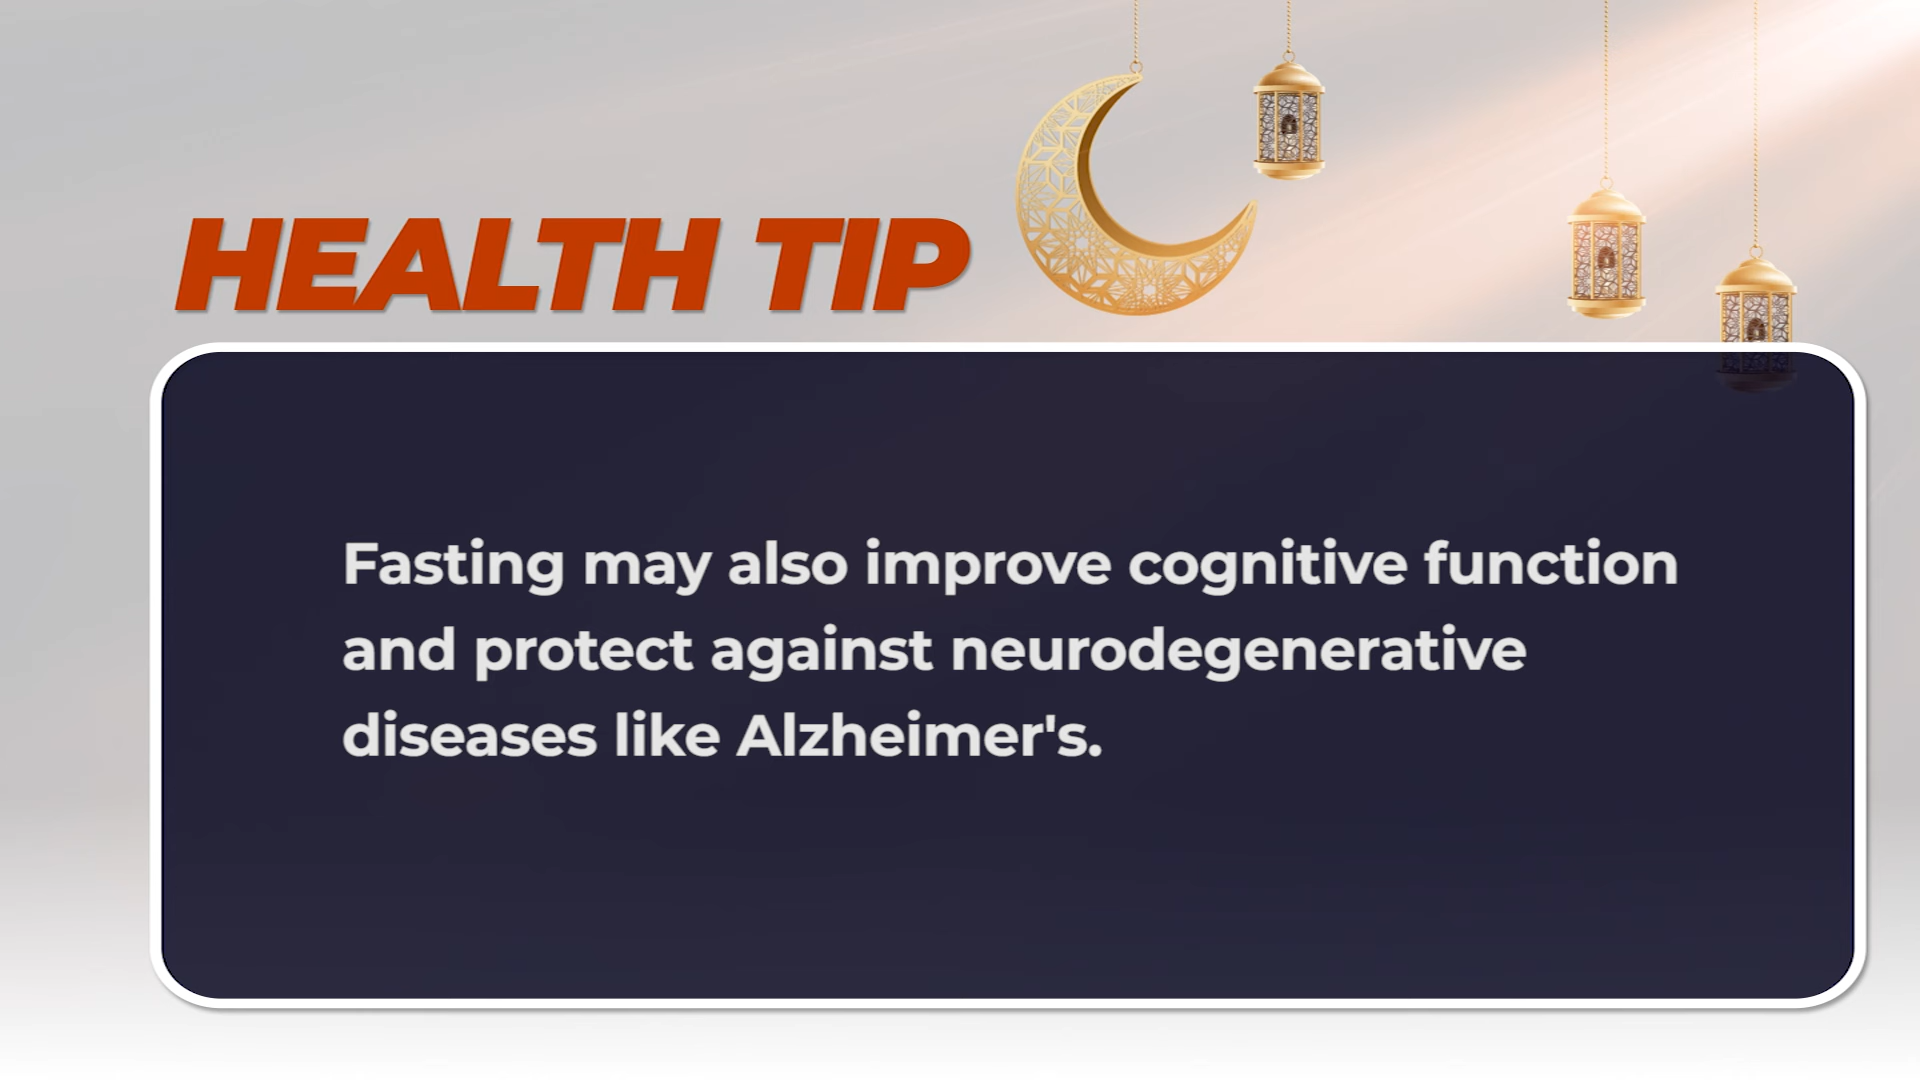 HEALTH TIP
Fasting may also improve cognitive function
and protect against neurodegenerative
diseases like Alzheimer's.